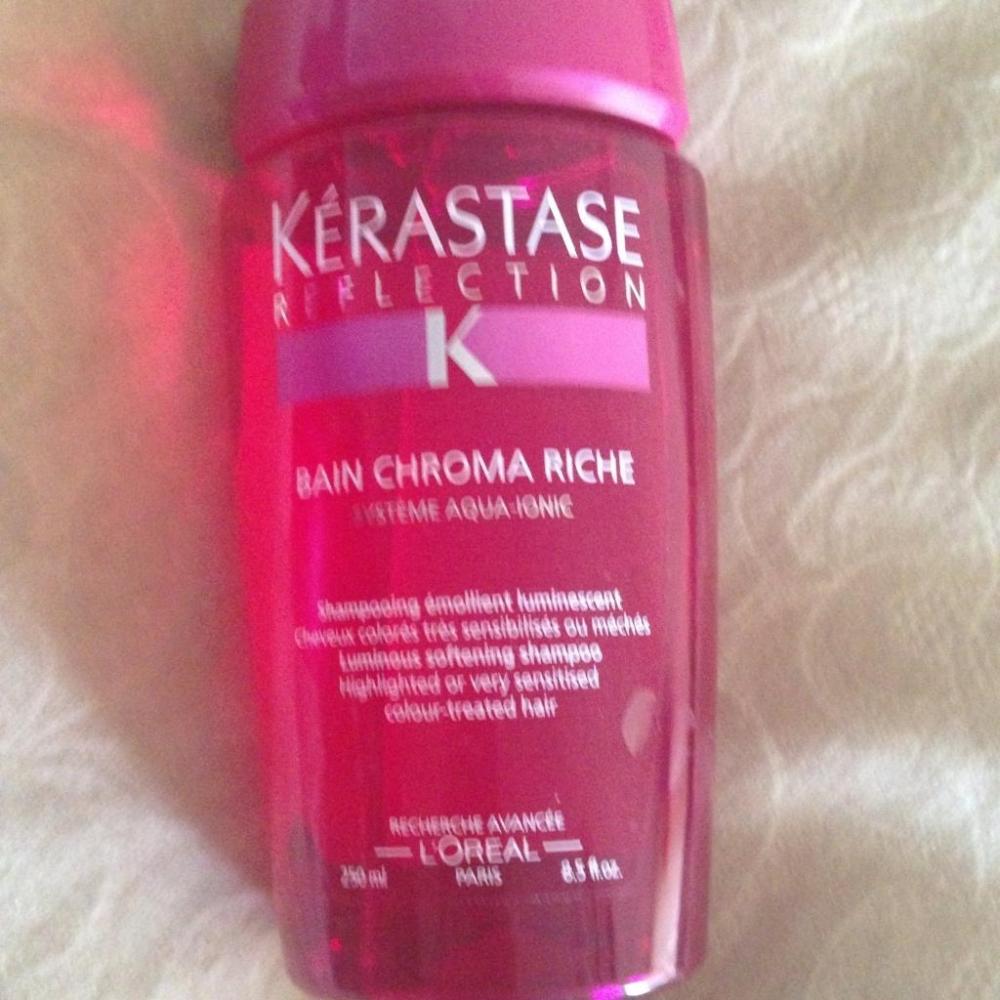 KÉRASTASE
REFLECTION
K
BAIN CHROMA RICHE
SYSTÈME AQUA-IONIC
Shampooing émollient luminescent
Cheveux colorés très sensibilisés ou méchés
Luminous softening shampoo
Highlighted or very sensitised
colour-treated hair
RECHERCHE AVANCÉE
L'ORÉAL
250 ml PARIS 8.5 fl.oz.